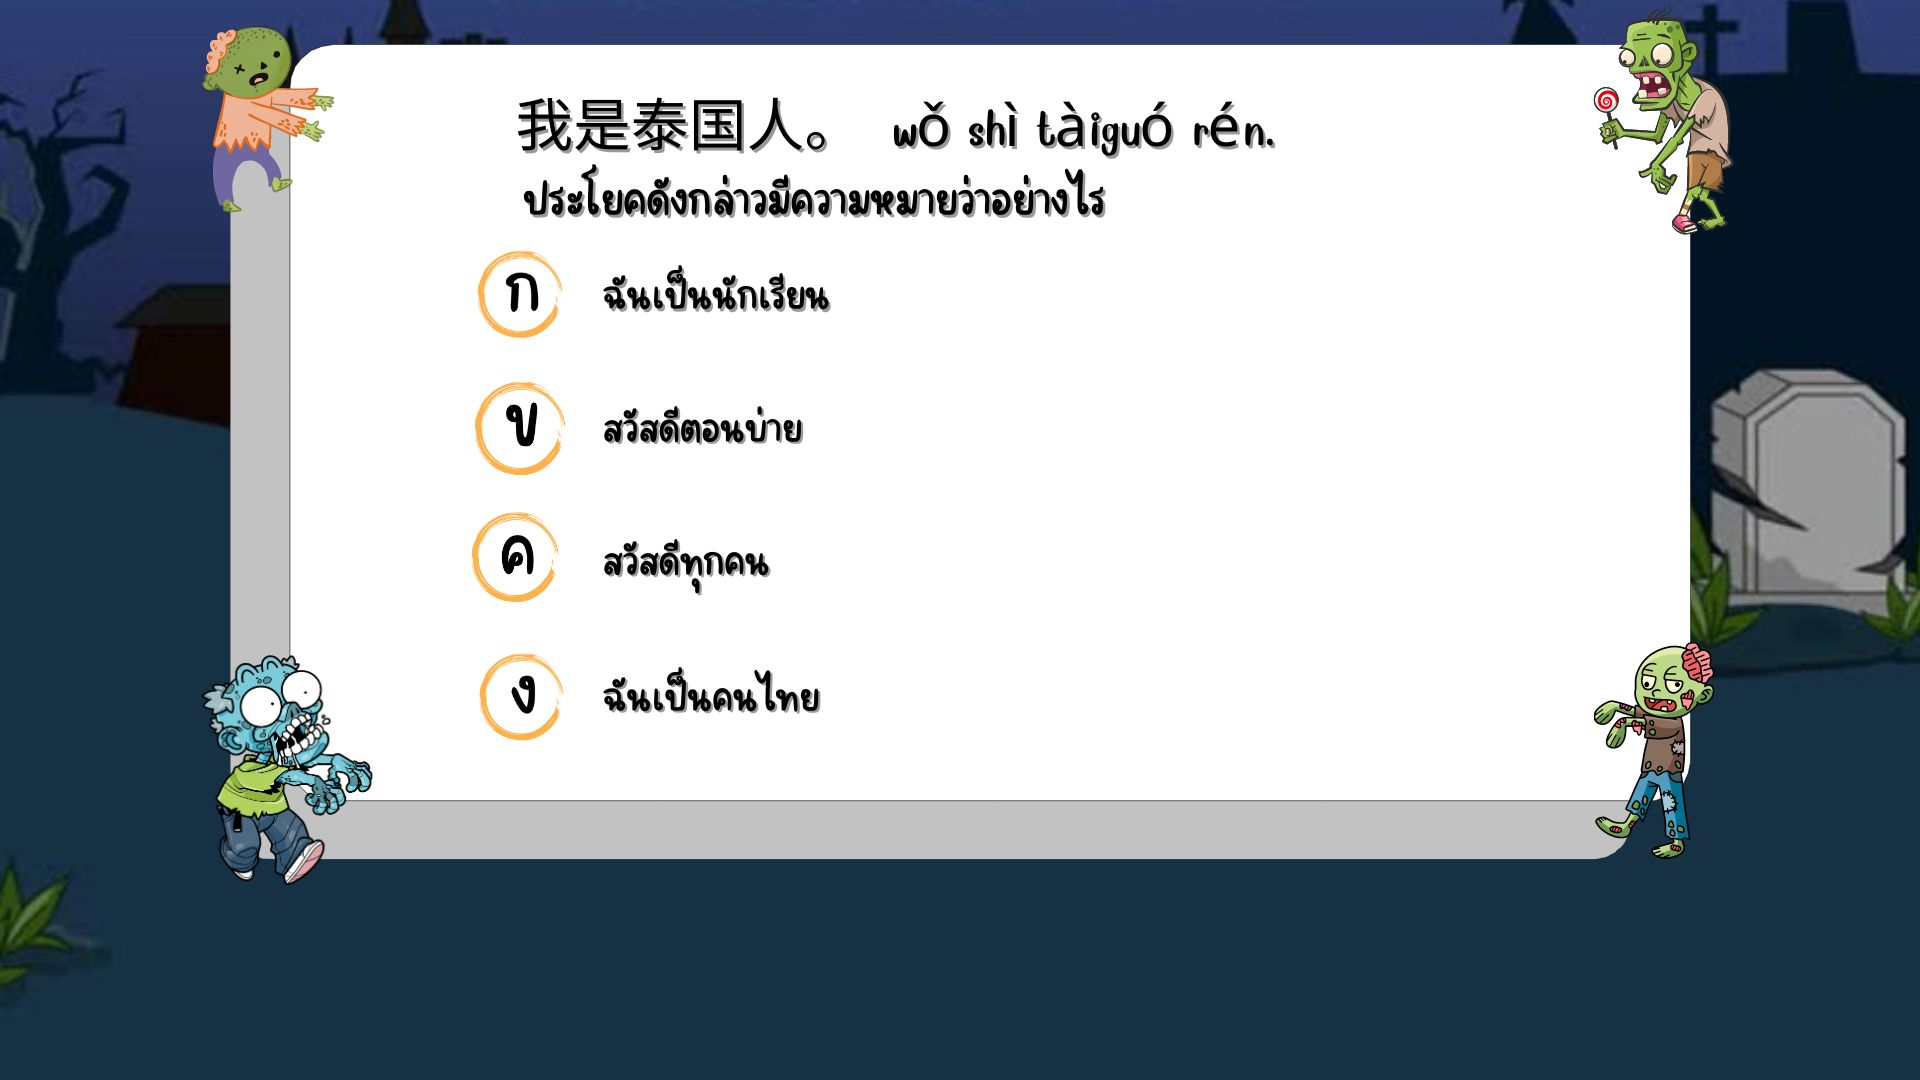 我是泰国人。 wǒ shì tàiguó rén.
ประโยคดังกล่าวมีความหมายว่าอย่างไร
ก ฉันเป็นนักเรียน
ข สวัสดีตอนบ่าย
ค สวัสดีทุกคน
ง ฉันเป็นคนไทย